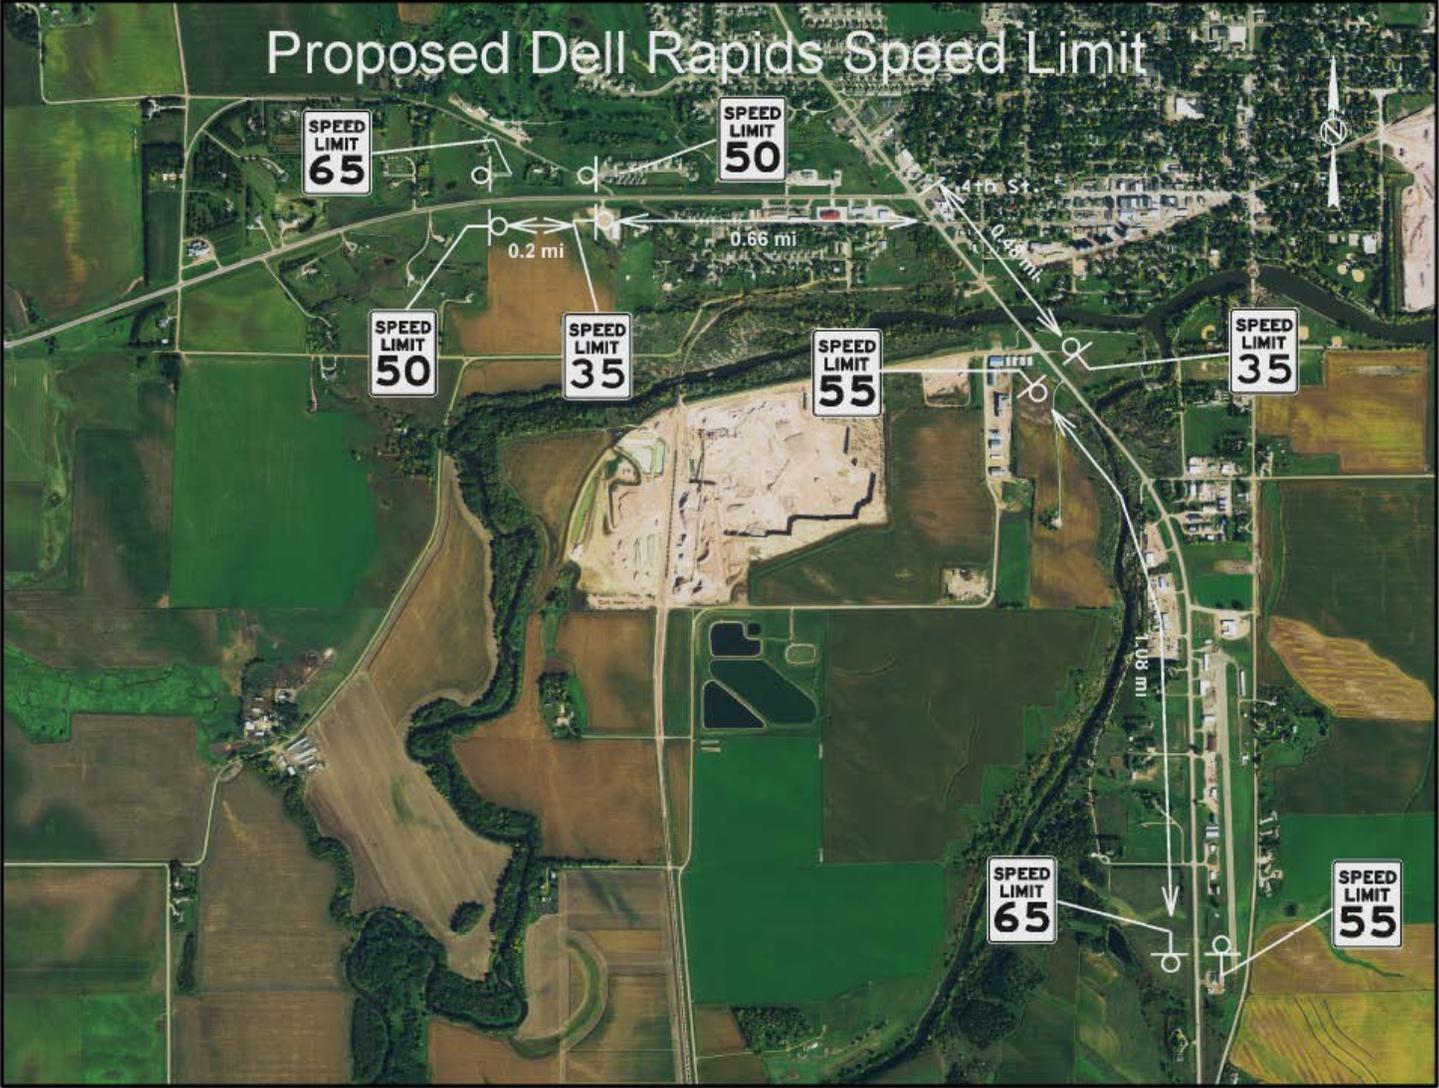 Proposed Dell Rapids Speed Limit
SPEED
LIMIT
65
SPEED
LIMIT
50
4th St.
0.2 mi
0.66 mi
0.48 mi
SPEED
LIMIT
50
SPEED
LIMIT
35
SPEED
LIMIT
55
SPEED
LIMIT
35
1.08 mi
SPEED
LIMIT
65
SPEED
LIMIT
55
N